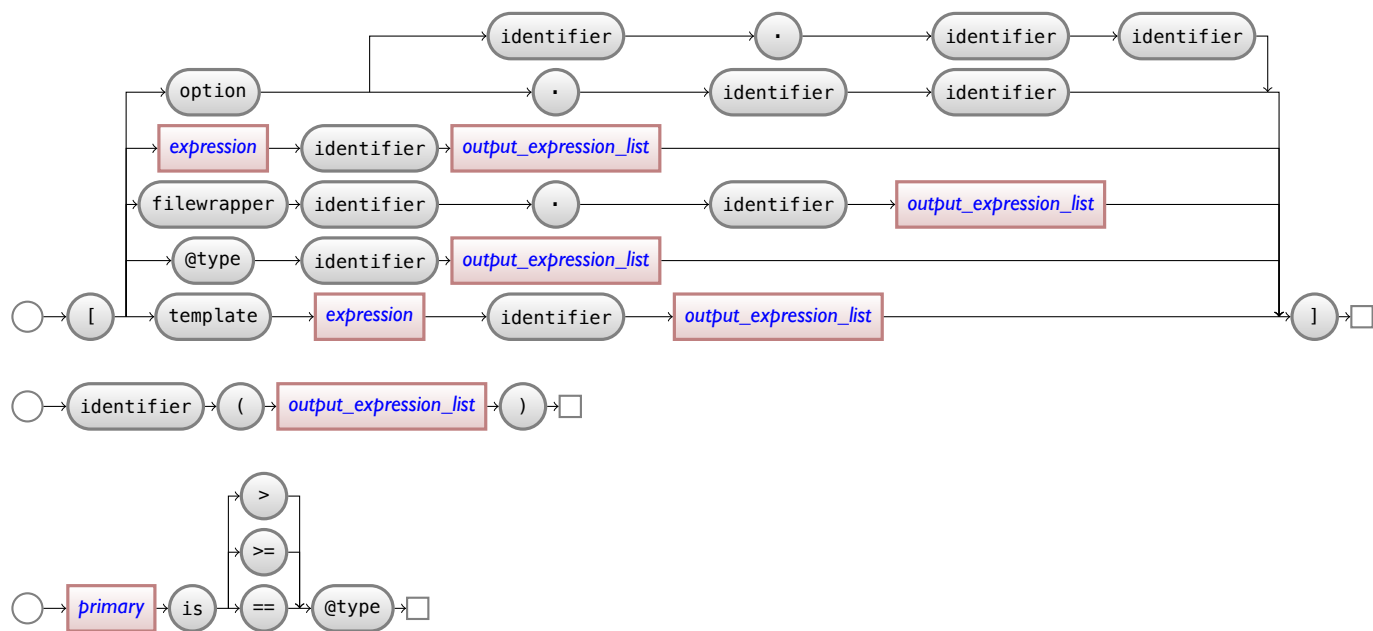 identifier . identifier identifier
option . identifier identifier
expression identifier output_expression_list
filewrapper identifier . identifier output_expression_list
@type identifier output_expression_list
[ template expression identifier output_expression_list ]
identifier ( output_expression_list )
>
>=
primary is == @type